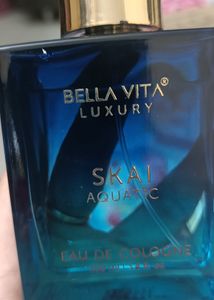 BELLA VITA®
LUXURY
SKAI
AQUATIC
EAU DE COLOGNE